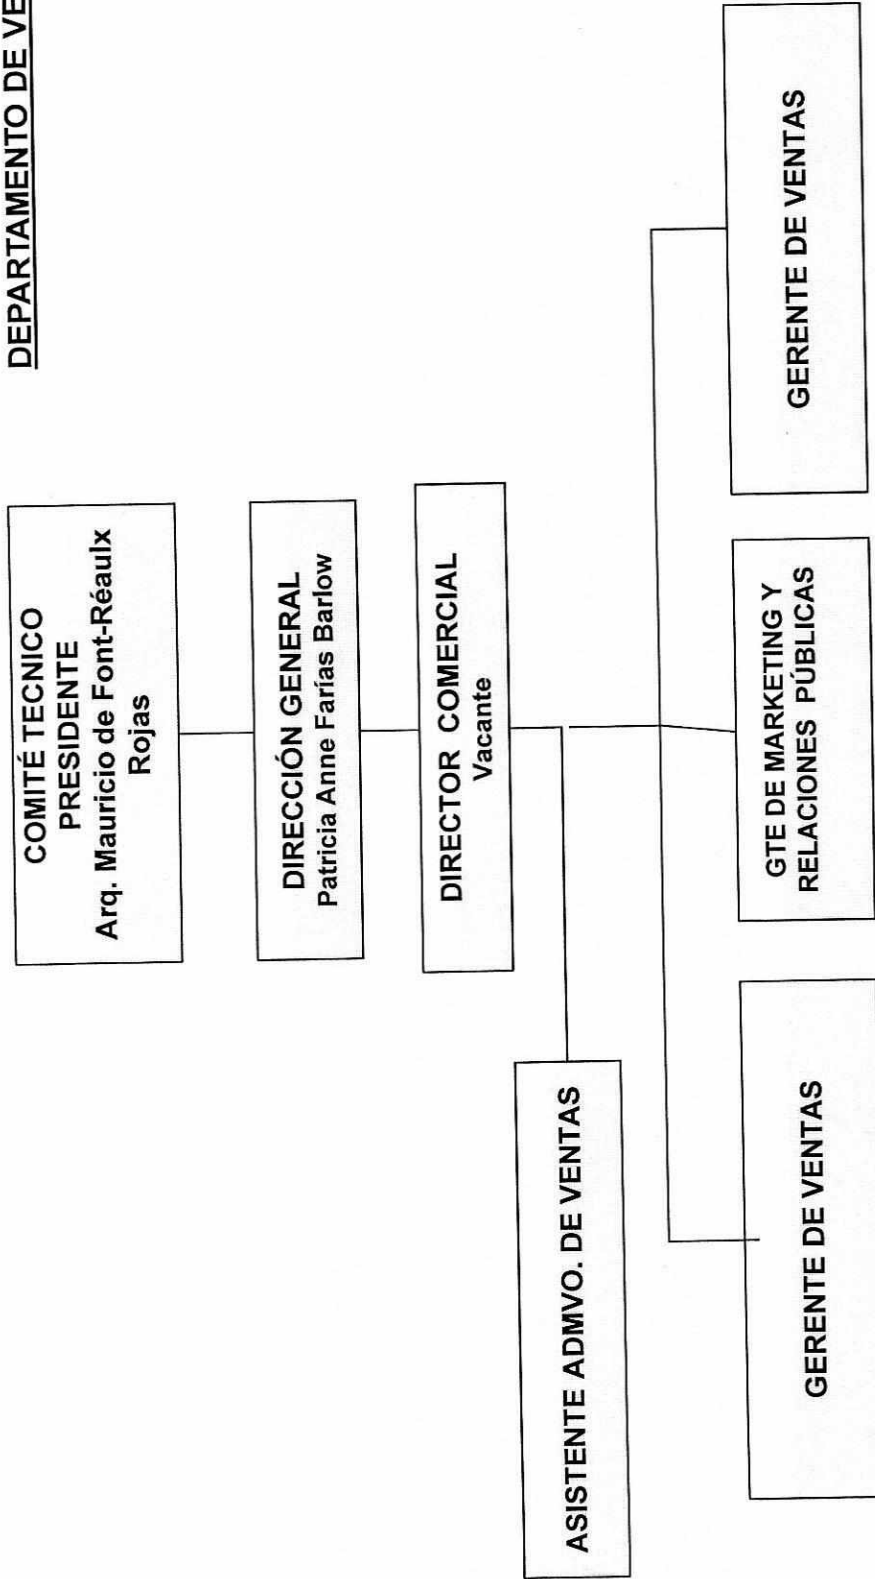 DEPARTAMENTO DE
COMITÉ TECNICO
PRESIDENTE
Arq. Mauricio de Font-Réaulx
Rojas
DIRECCIÓN GENERAL
Patricia Anne Farías Barlow
DIRECTOR COMERCIAL
Vacante
ASISTENTE ADMVO. DE VENTAS
GERENTE DE VENTAS
GTE DE MARKETING Y
RELACIONES PÚBLICAS
GERENTE DE VENTAS